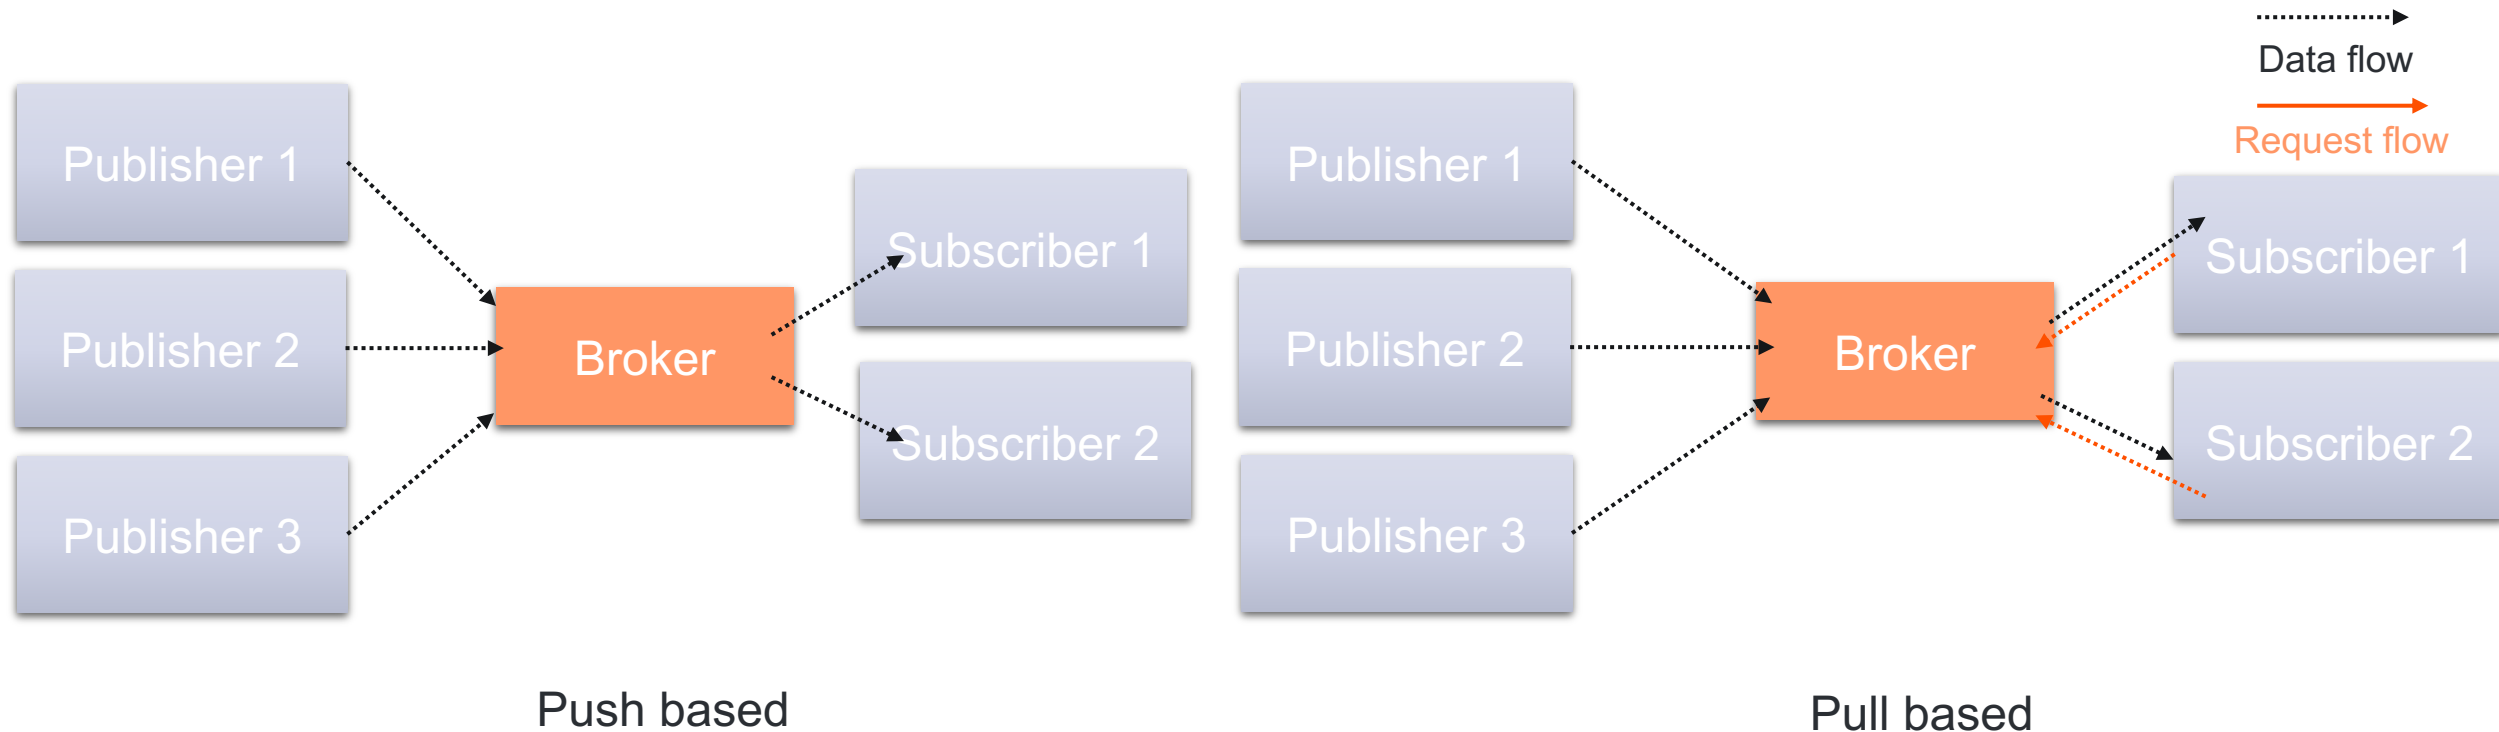 Data flow
Request flow
Publisher 1
Publisher 2
Publisher 3
Broker
Subscriber 1
Subscriber 2
Push based
Publisher 1
Publisher 2
Publisher 3
Broker
Subscriber 1
Subscriber 2
Pull based